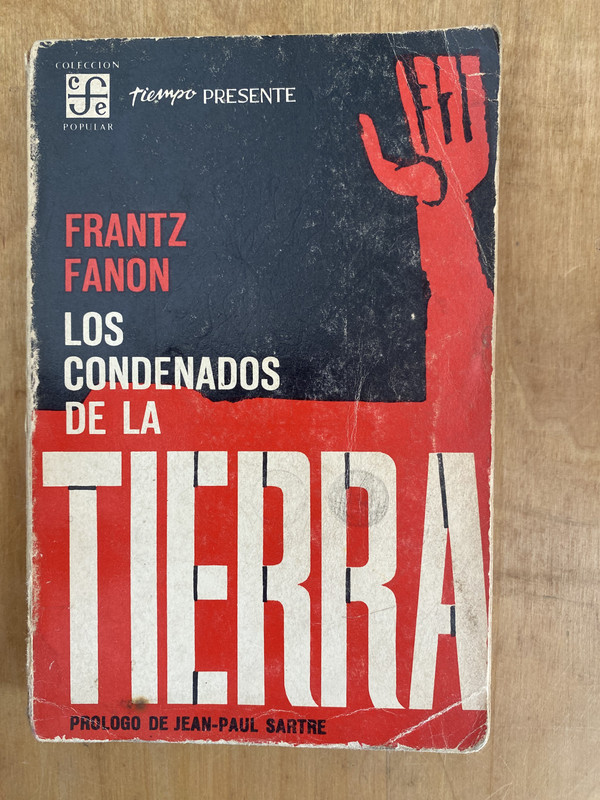 COLECCION
cfe
POPULAR
tiempo PRESENTE
FRANTZ
FANON
LOS
CONDENADOS
DE LA
TIERRA
PROLOGO DE JEAN-PAUL SARTRE